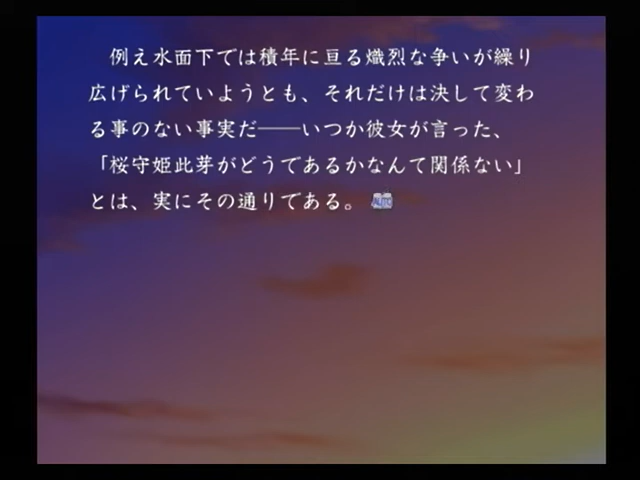 例え水面下では積年に亘る熾烈な争いが繰り
広げられていようとも、それだけは決して変わ
る事のない事実だ――いつか彼女が言った、
「桜守姫此芽がどうであるかなんて関係ない」
とは、実にその通りである。 AUTO